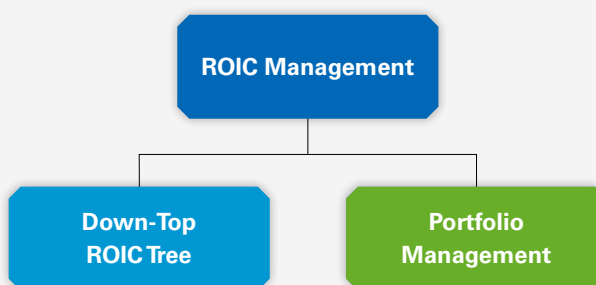 ROIC Management
Down-Top
ROIC Tree
Portfolio
Management